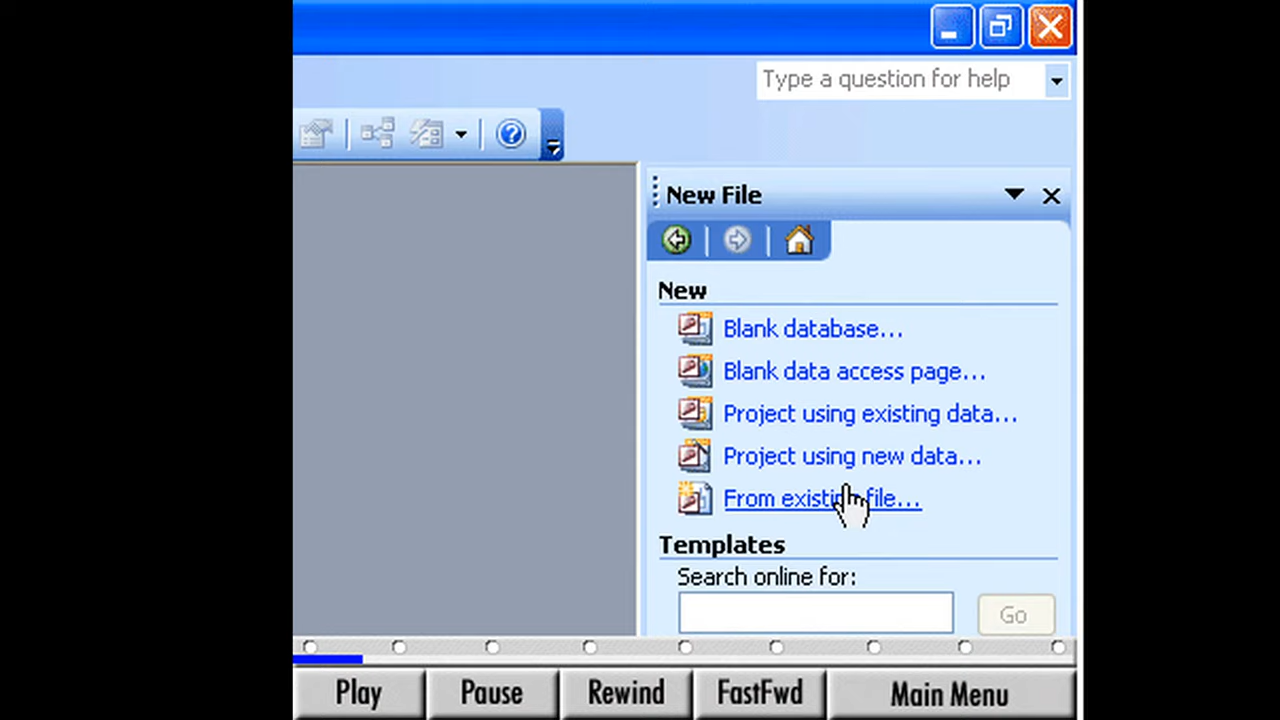 Type a question for help
New File
New
Blank database...
Blank data access page...
Project using existing data...
Project using new data...
From existing file...
Templates
Search online for:
Go
Play Pause Rewind FastFwd Main Menu